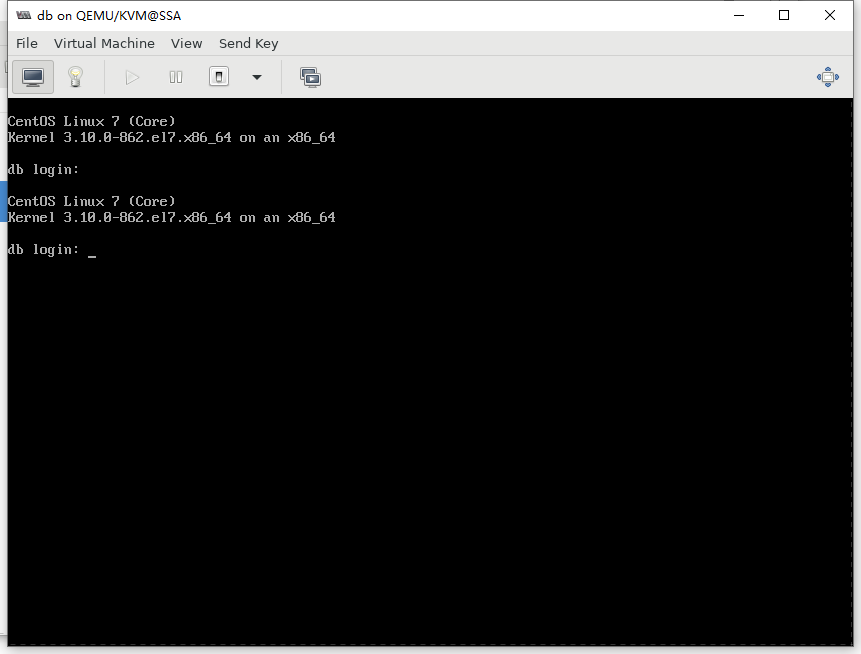 db on QEMU/KVM@SSA
File Virtual Machine View Send Key
CentOS Linux 7 (Core)
Kernel 3.10.0-862.el7.x86_64 on an x86_64
db login:
CentOS Linux 7 (Core)
Kernel 3.10.0-862.el7.x86_64 on an x86_64
db login: _